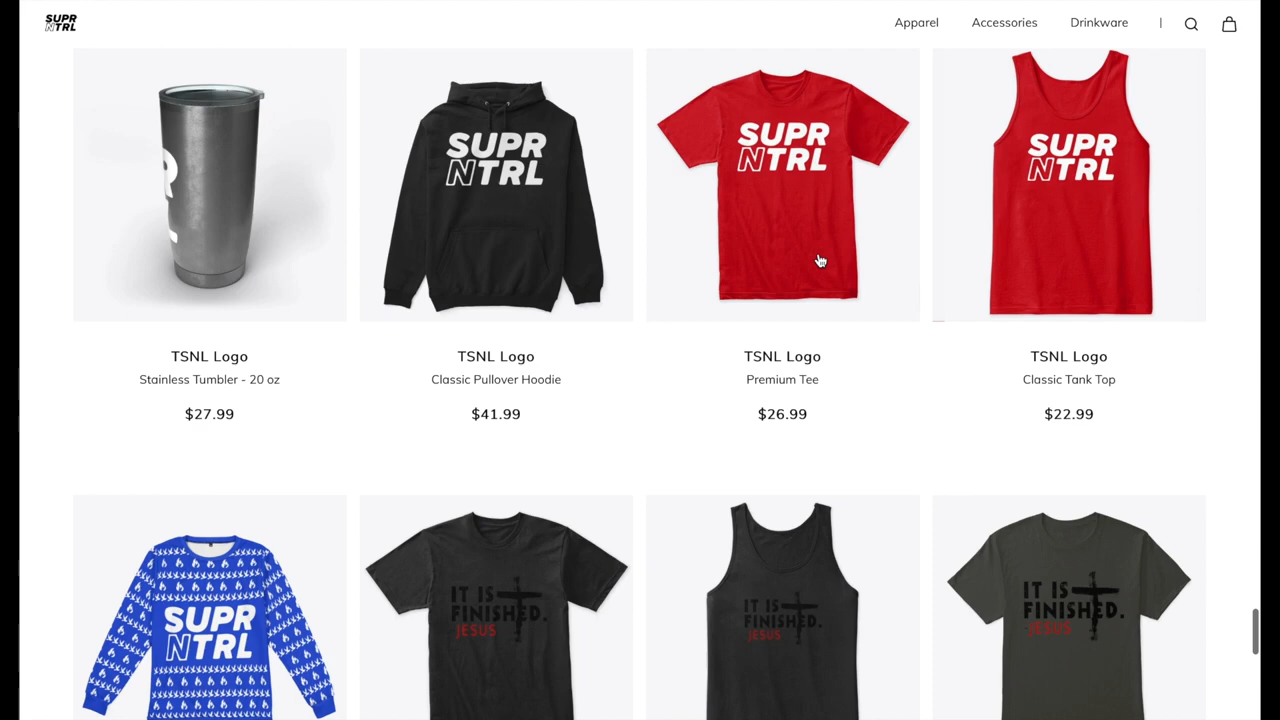 SUPR
NTRL
Apparel
Accessories
Drinkware
R
L
SUPR
NTRL
SUPR
NTRL
SUPR
NTRL
TSNL Logo
TSNL Logo
TSNL Logo
TSNL Logo
Stainless Tumbler - 20 oz
Classic Pullover Hoodie
Premium Tee
Classic Tank Top
$27.99
$41.99
$26.99
$22.99
SUPR
NTRL
IT IS
FINISHED.
JESUS
IT IS
FINISHED.
JESUS
IT IS
FINISHED.
JESUS